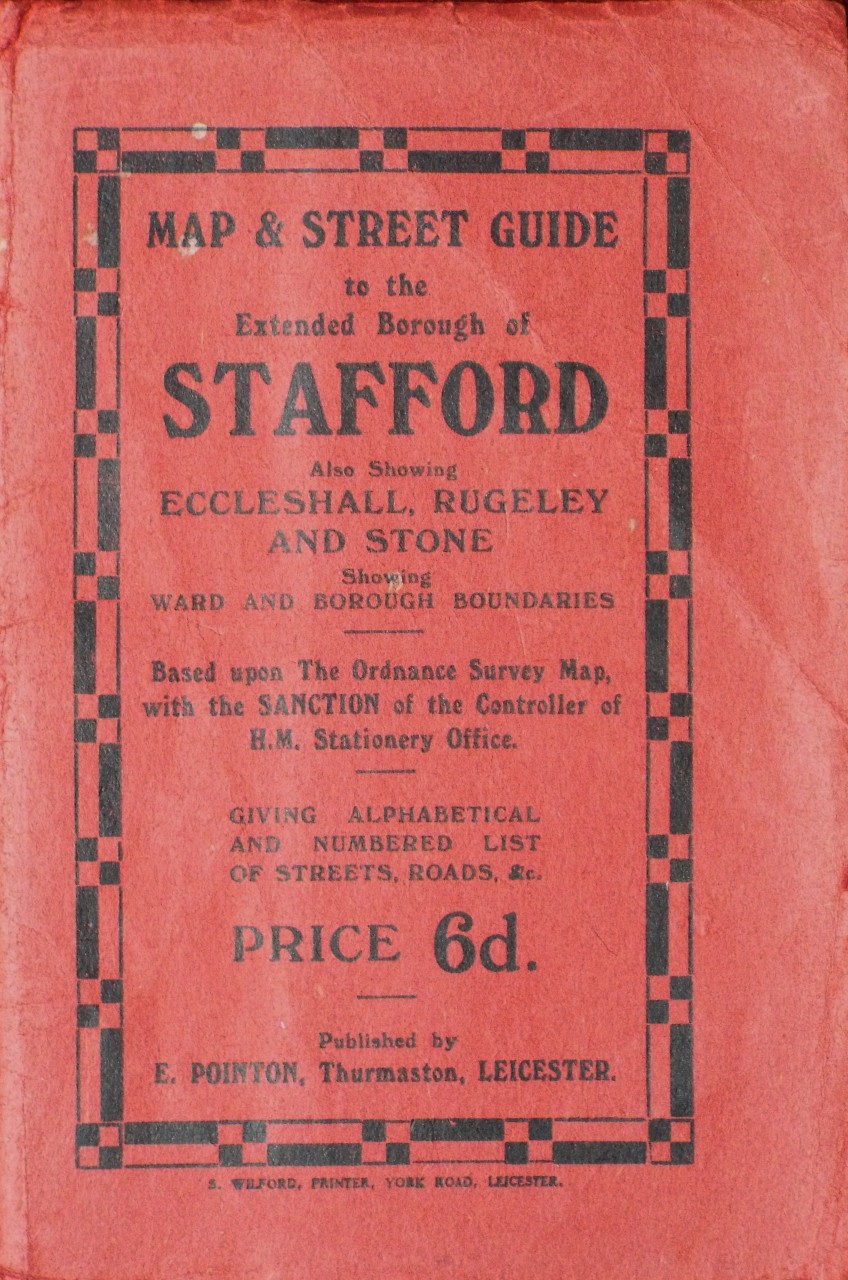 MAP & STREET GUIDE
to the
Extended Borough of
STAFFORD
Also Showing
ECCLESHALL, RUGELEY
AND STONE
Showing
WARD AND BOROUGH BOUNDARIES
Based upon The Ordnance Survey Map,
with the SANCTION of the Controller of
H.M. Stationery Office.
GIVING ALPHABETICAL
AND NUMBERED LIST
OF STREETS, ROADS, &c.
PRICE 6d.
Published by
E. POINTON, Thurmaston, LEICESTER.
S. WILFORD, PRINTER, YORK ROAD, LEICESTER.